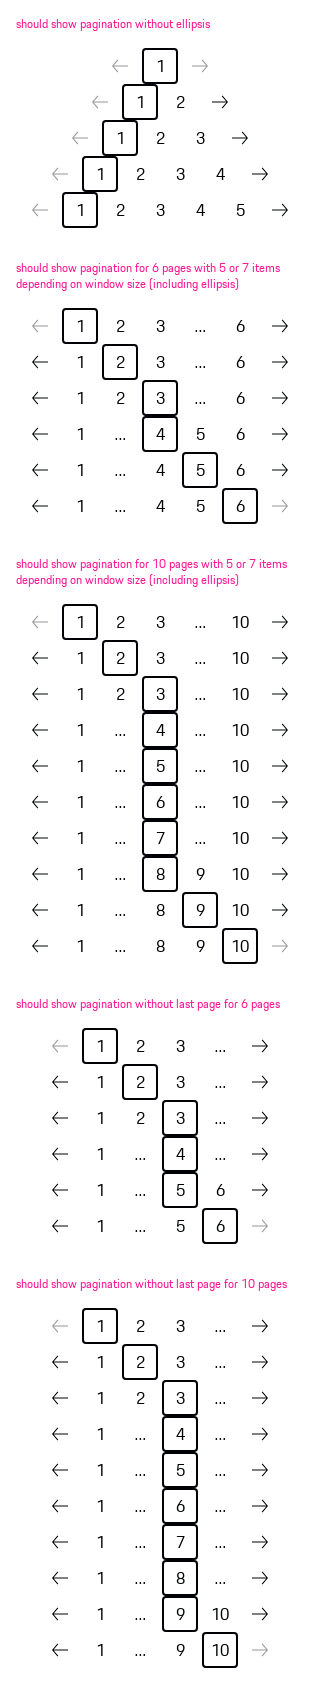 should show pagination without ellipsis
← 1 →
← 1 2 →
← 1 2 3 →
← 1 2 3 4 →
← 1 2 3 4 5 →
should show pagination for 6 pages with 5 or 7 items
depending on window size (including ellipsis)
← 1 2 3 ... 6 →
← 1 2 3 ... 6 →
← 1 2 3 ... 6 →
← 1 ... 4 5 6 →
← 1 ... 4 5 6 →
← 1 ... 4 5 6 →
should show pagination for 10 pages with 5 or 7 items
depending on window size (including ellipsis)
← 1 2 3 ... 10 →
← 1 2 3 ... 10 →
← 1 2 3 ... 10 →
← 1 ... 4 ... 10 →
← 1 ... 5 ... 10 →
← 1 ... 6 ... 10 →
← 1 ... 7 ... 10 →
← 1 ... 8 9 10 →
← 1 ... 8 9 10 →
← 1 ... 8 9 10 →
should show pagination without last page for 6 pages
← 1 2 3 ... →
← 1 2 3 ... →
← 1 2 3 ... →
← 1 ... 4 ... →
← 1 ... 5 6 →
← 1 ... 5 6 →
should show pagination without last page for 10 pages
← 1 2 3 ... →
← 1 2 3 ... →
← 1 2 3 ... →
← 1 ... 4 ... →
← 1 ... 5 ... →
← 1 ... 6 ... →
← 1 ... 7 ... →
← 1 ... 8 ... →
← 1 ... 9 10 →
← 1 ... 9 10 →